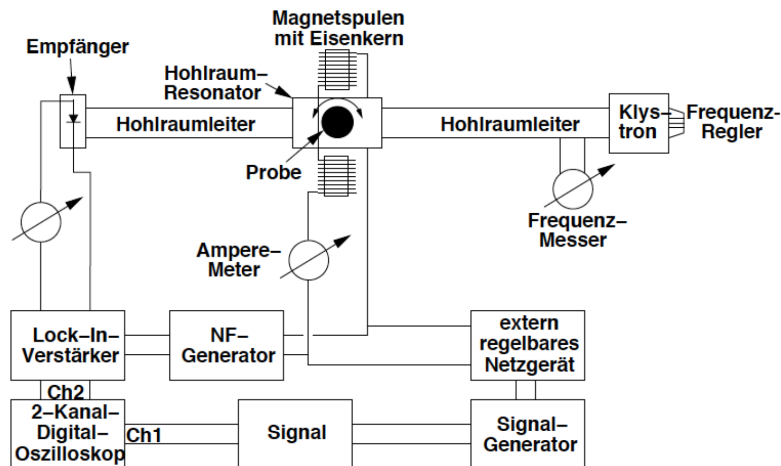 Magnetspulen
mit Eisenkern
Empfänger
Hohlraum–
Resonator
Klys–
tron
Frequenz–
Regler
Hohlraumleiter
Hohlraumleiter
Probe
Frequenz–
Messer
Ampere–
Meter
Lock–In–
Verstärker
NF–
Generator
extern
regelbares
Netzgerät
Ch2
2–Kanal–
Digital–
Oszilloskop
Ch1
Signal
Signal–
Generator